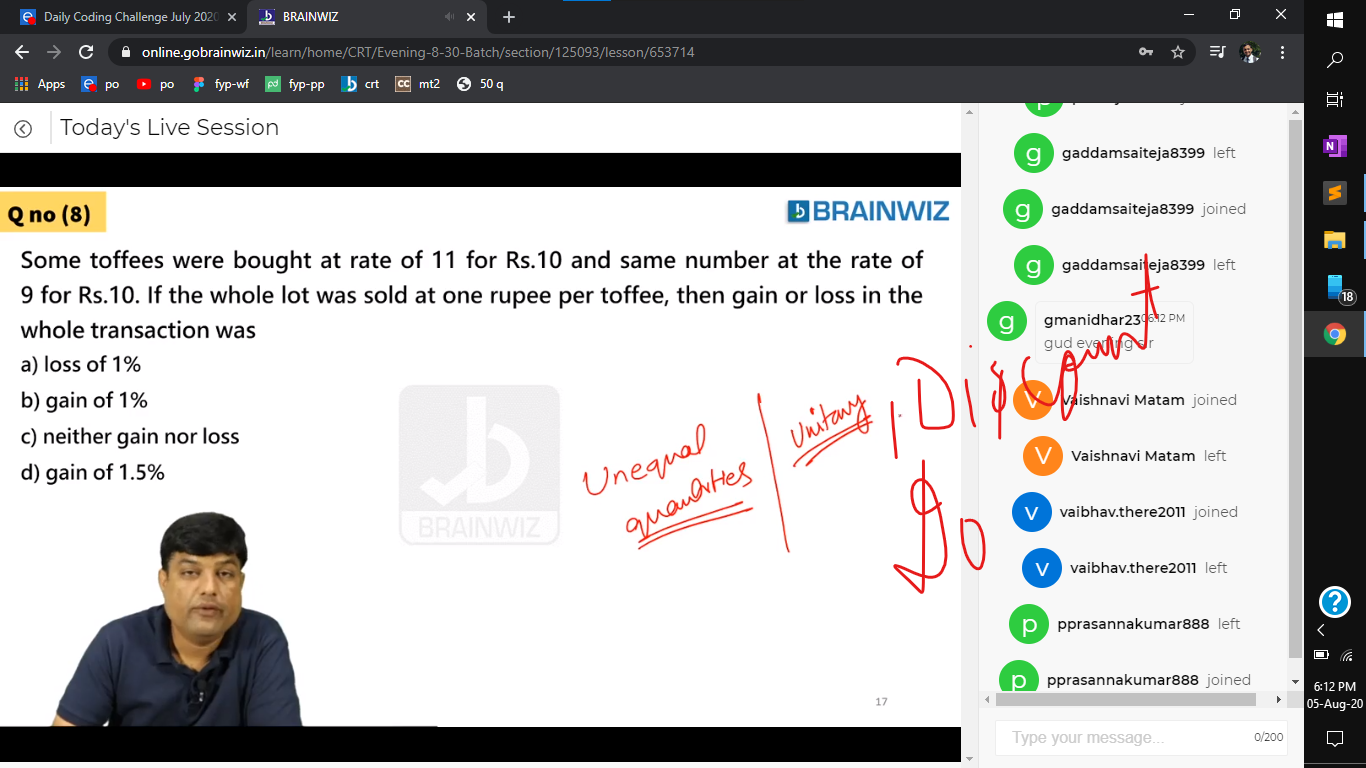 Daily Coding Challenge July 2020
BRAINWIZ
online.gobrainwiz.in/learn/home/CRT/Evening-8-30-Batch/section/125093/lesson/653714
Apps po po fyp-wf fyp-pp crt CC mt2 50 q
Today's Live Session
Q no (8)
BRAINWIZ
Some toffees were bought at rate of 11 for Rs.10 and same number at the rate of
9 for Rs.10. If the whole lot was sold at one rupee per toffee, then gain or loss in the
whole transaction was
a) loss of 1%
b) gain of 1%
c) neither gain nor loss
d) gain of 1.5%
BRAINWIZ
Unequal
quantities
Unitary
Discount
17
g gaddamsaiteja8399 left
g gaddamsaiteja8399 joined
g gaddamsaiteja8399 left
g gmanidhar23 06:12 PM
gud evening sir
V Vaishnavi Matam joined
V Vaishnavi Matam left
v vaibhav.there2011 joined
v vaibhav.there2011 left
p pprasannakumar888 left
p pprasannakumar888 joined
Type your message...
0/200
N
18
?
6:12 PM
05-Aug-20